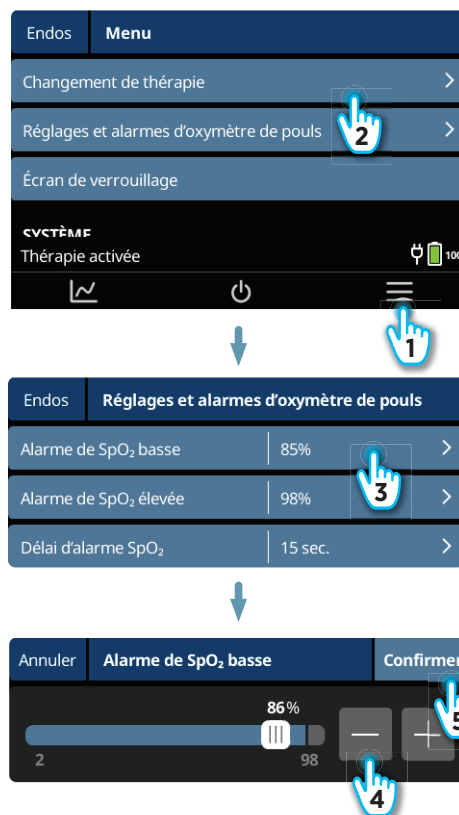 Endos Menu
Changement de thérapie
2
Réglages et alarmes d'oxymètre de pouls
Écran de verrouillage
SYSTÈME
Thérapie activée 100
1
Endos Réglages et alarmes d'oxymètre de pouls
Alarme de SpO₂ basse 85%
3
Alarme de SpO₂ élevée 98%
Délai d'alarme SpO₂ 15 sec.
Annuler Alarme de SpO₂ basse Confirmer
86%
5
2 98
4